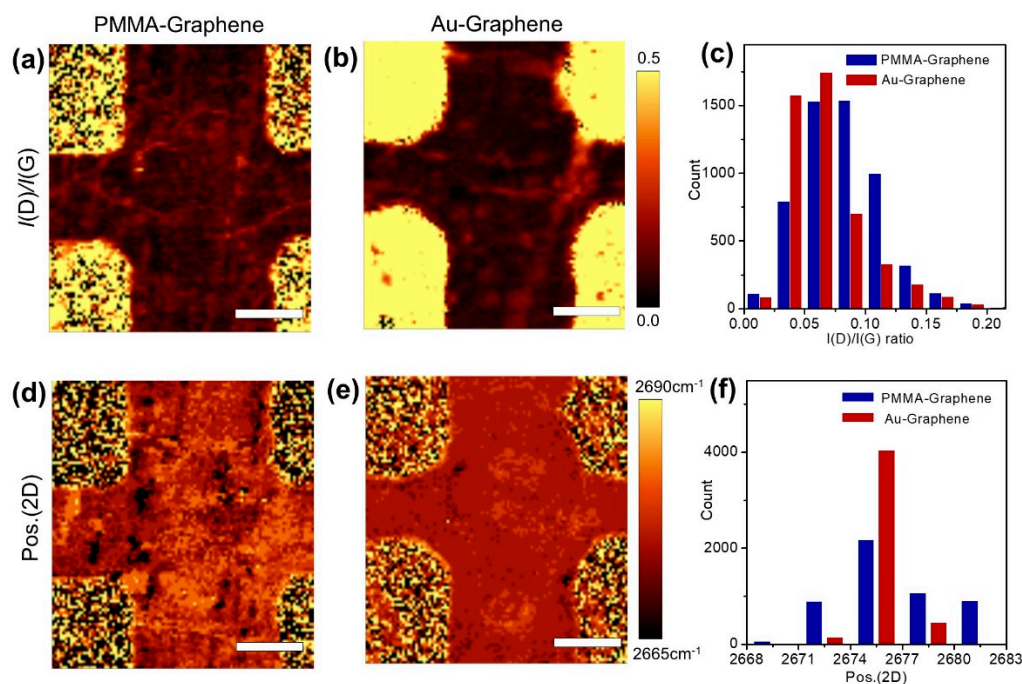 PMMA-Graphene
Au-Graphene
(a)
(b)
(c)
I(D)/I(G)
0.5
0.0
PMMA-Graphene
Au-Graphene
Count
1500
1000
500
0
0.00 0.05 0.10 0.15 0.20
I(D)/I(G) ratio
(d)
(e)
(f)
Pos.(2D)
2690cm⁻¹
2665cm⁻¹
PMMA-Graphene
Au-Graphene
Count
4000
2000
0
2668 2671 2674 2677 2680 2683
Pos.(2D)